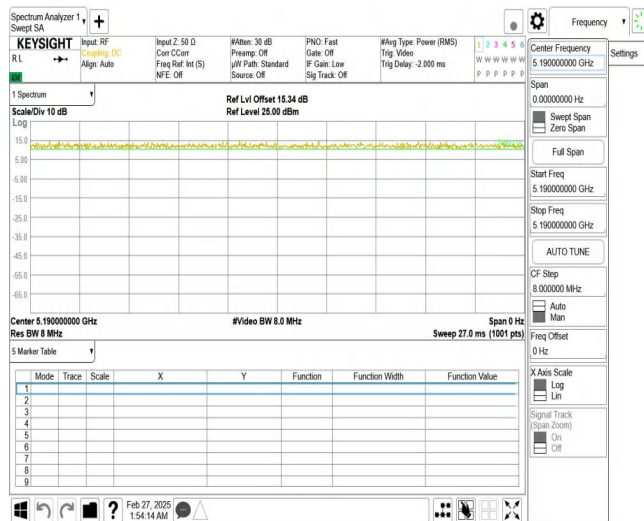 Spectrum Analyzer 1
Swept SA
Frequency
KEYSIGHT
R L
Input: RF
Coupling: DC
Align: Auto
Input Z: 50 Ω
Corr CCorr
Freq Ref: Int (S)
NFE: Off
#Atten: 30 dB
Preamp: Off
µW Path: Standard
Source: Off
PNO: Fast
Gate: Off
IF Gain: Low
Sig Track: Off
#Avg Type: Power (RMS)
Trig: Video
Trig Delay: -2.000 ms
1 2 3 4 5 6
W W W W W W
P P P P P P
Center Frequency
5.190000000 GHz
Settings
Span
0.00000000 Hz
Swept Span
Zero Span
Full Span
Start Freq
5.190000000 GHz
Stop Freq
5.190000000 GHz
AUTO TUNE
CF Step
8.000000 MHz
Auto
Man
Freq Offset
0 Hz
X Axis Scale
Log
Lin
Signal Track
(Span Zoom)
On
Off
1 Spectrum
Scale/Div 10 dB
Ref Lvl Offset 15.34 dB
Ref Level 25.00 dBm
Log
15.0
5.00
-5.00
-15.0
-25.0
-35.0
-45.0
-55.0
-65.0
Center 5.190000000 GHz
Res BW 8 MHz
#Video BW 8.0 MHz
Span 0 Hz
Sweep 27.0 ms (1001 pts)
5 Marker Table
Mode Trace Scale X Y Function Function Width Function Value
1
2
3
4
5
6
7
8
9
?
Feb 27, 2025
1:54:14 AM